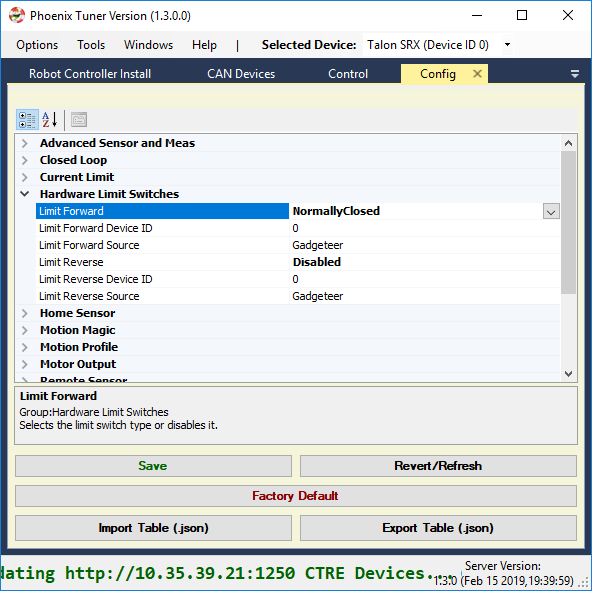 Phoenix Tuner Version (1.3.0.0)
Options Tools Windows Help | Selected Device: Talon SRX (Device ID 0)
Robot Controller Install CAN Devices Control Config
Advanced Sensor and Meas
Closed Loop
Current Limit
Hardware Limit Switches
Limit Forward NormallyClosed
Limit Forward Device ID 0
Limit Forward Source Gadgeteer
Limit Reverse Disabled
Limit Reverse Device ID 0
Limit Reverse Source Gadgeteer
Home Sensor
Motion Magic
Motion Profile
Motor Output
Remote Sensor
Limit Forward
Group:Hardware Limit Switches
Selects the limit switch type or disables it.
Save Revert/Refresh
Factory Default
Import Table (.json) Export Table (.json)
dating http://10.35.39.21:1250 CTRE Devices....
Server Version:
1.3.0 (Feb 15 2019,19:39:59)